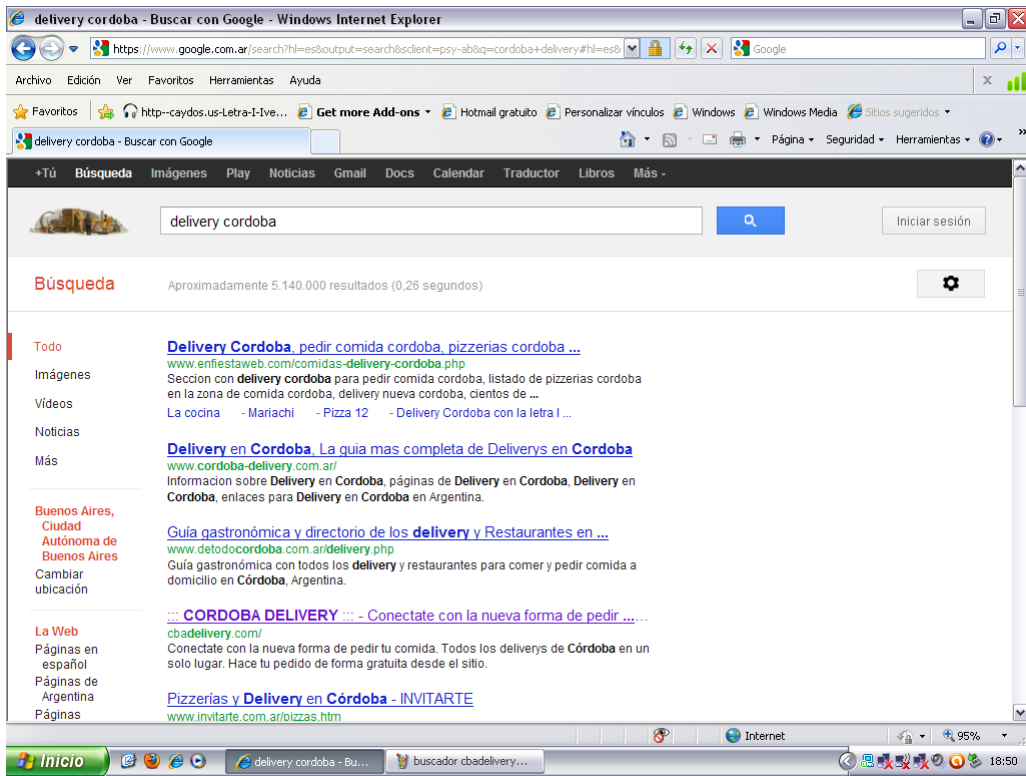 delivery cordoba - Buscar con Google - Windows Internet Explorer
https://www.google.com.ar/search?hl=es&output=search&sclient=psy-ab&q=cordoba+delivery#hl=es&
Google
Archivo Edición Ver Favoritos Herramientas Ayuda
Favoritos http--caydos.us-Letra-I-Ive... Get more Add-ons Hotmail gratuito Personalizar vínculos Windows Windows Media Sitios sugeridos
delivery cordoba - Buscar con Google
Página Seguridad Herramientas »
+Tú Búsqueda Imágenes Play Noticias Gmail Docs Calendar Traductor Libros Más
delivery cordoba
Iniciar sesión
Búsqueda
Aproximadamente 5.140.000 resultados (0,26 segundos)
Todo
Imágenes
Vídeos
Noticias
Más
Buenos Aires,
Ciudad
Autónoma de
Buenos Aires
Cambiar
ubicación
La Web
Páginas en
español
Páginas de
Argentina
Páginas
Delivery Cordoba, pedir comida cordoba, pizzerias cordoba ...
www.enfiestaweb.com/comidas-delivery-cordoba.php
Seccion con delivery cordoba para pedir comida cordoba, listado de pizzerias cordoba
en la zona de comida cordoba, delivery nueva cordoba, cientos de ...
La cocina - Mariachi - Pizza 12 - Delivery Cordoba con la letra I ...
Delivery en Cordoba, La guia mas completa de Deliverys en Cordoba
www.cordoba-delivery.com.ar/
Informacion sobre Delivery en Cordoba, páginas de Delivery en Cordoba, Delivery en
Cordoba, enlaces para Delivery en Cordoba en Argentina.
Guía gastronómica y directorio de los delivery y Restaurantes en ...
www.detodocordoba.com.ar/delivery.php
Guía gastronómica con todos los delivery y restaurantes para comer y pedir comida a
domicilio en Córdoba, Argentina.
::: CORDOBA DELIVERY ::: - Conectate con la nueva forma de pedir ......
cbadelivery.com/
Conectate con la nueva forma de pedir tu comida. Todos los deliverys de Córdoba en un
solo lugar. Hace tu pedido de forma gratuita desde el sitio.
Pizzerías y Delivery en Córdoba - INVITARTE
www.invitarte.com.ar/pizzas.htm
Internet
95%
Inicio
delivery cordoba - Bu...
buscador cbadelivery...
18:50